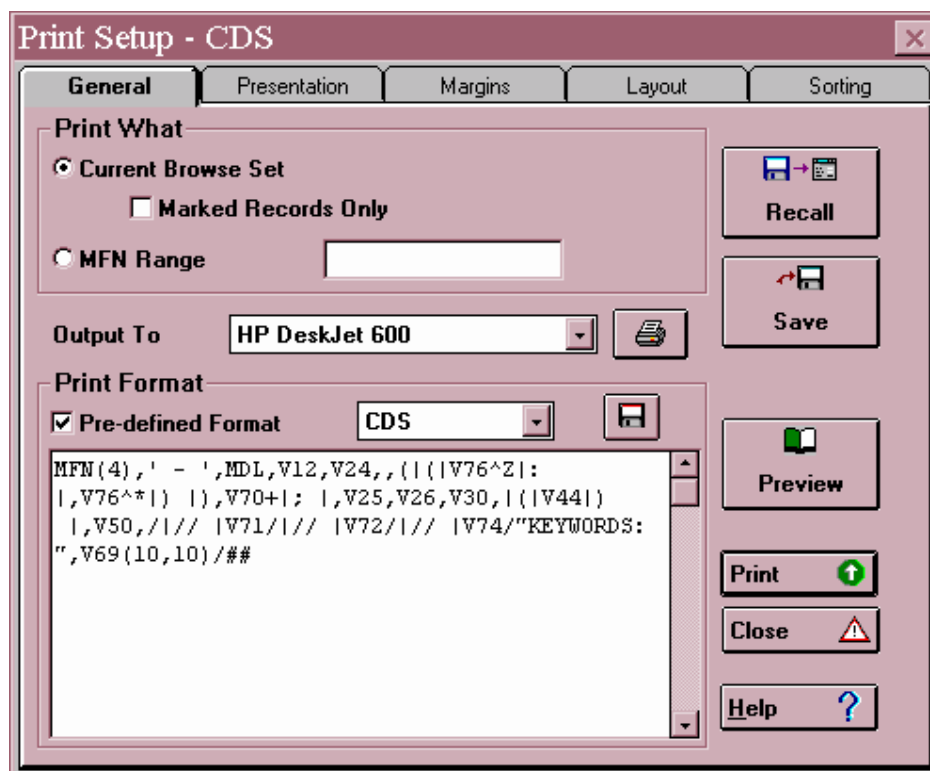 Print Setup - CDS
General Presentation Margins Layout Sorting
Print What
Current Browse Set
Marked Records Only
MFN Range
Recall
Save
Output To HP DeskJet 600
Print Format
Pre-defined Format CDS
MFN(4),' - ',MDL,V12,V24,,(|(|V76^Z|:
|,V76^*|) |),V70+|; |,V25,V26,V30,|(|V44|)
|,V50,/|// |V71/|// |V72/|// |V74/"KEYWORDS:
",V69(10,10)/##
Preview
Print
Close
Help